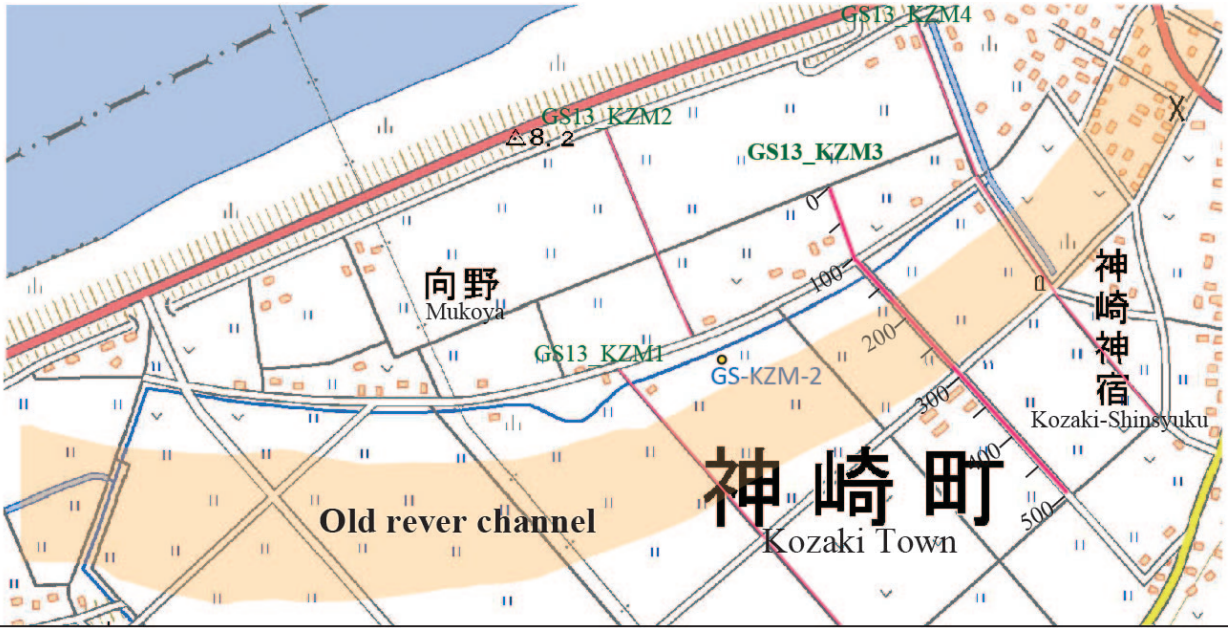 GS13_KZM4
GS13_KZM2
8.2
GS13_KZM3
0
100
200
300
400
500
向野
Mukoya
GS13_KZM1
GS-KZM-2
神崎神宿
Kozaki-Shinsyuku
神崎町
Kozaki Town
Old rever channel